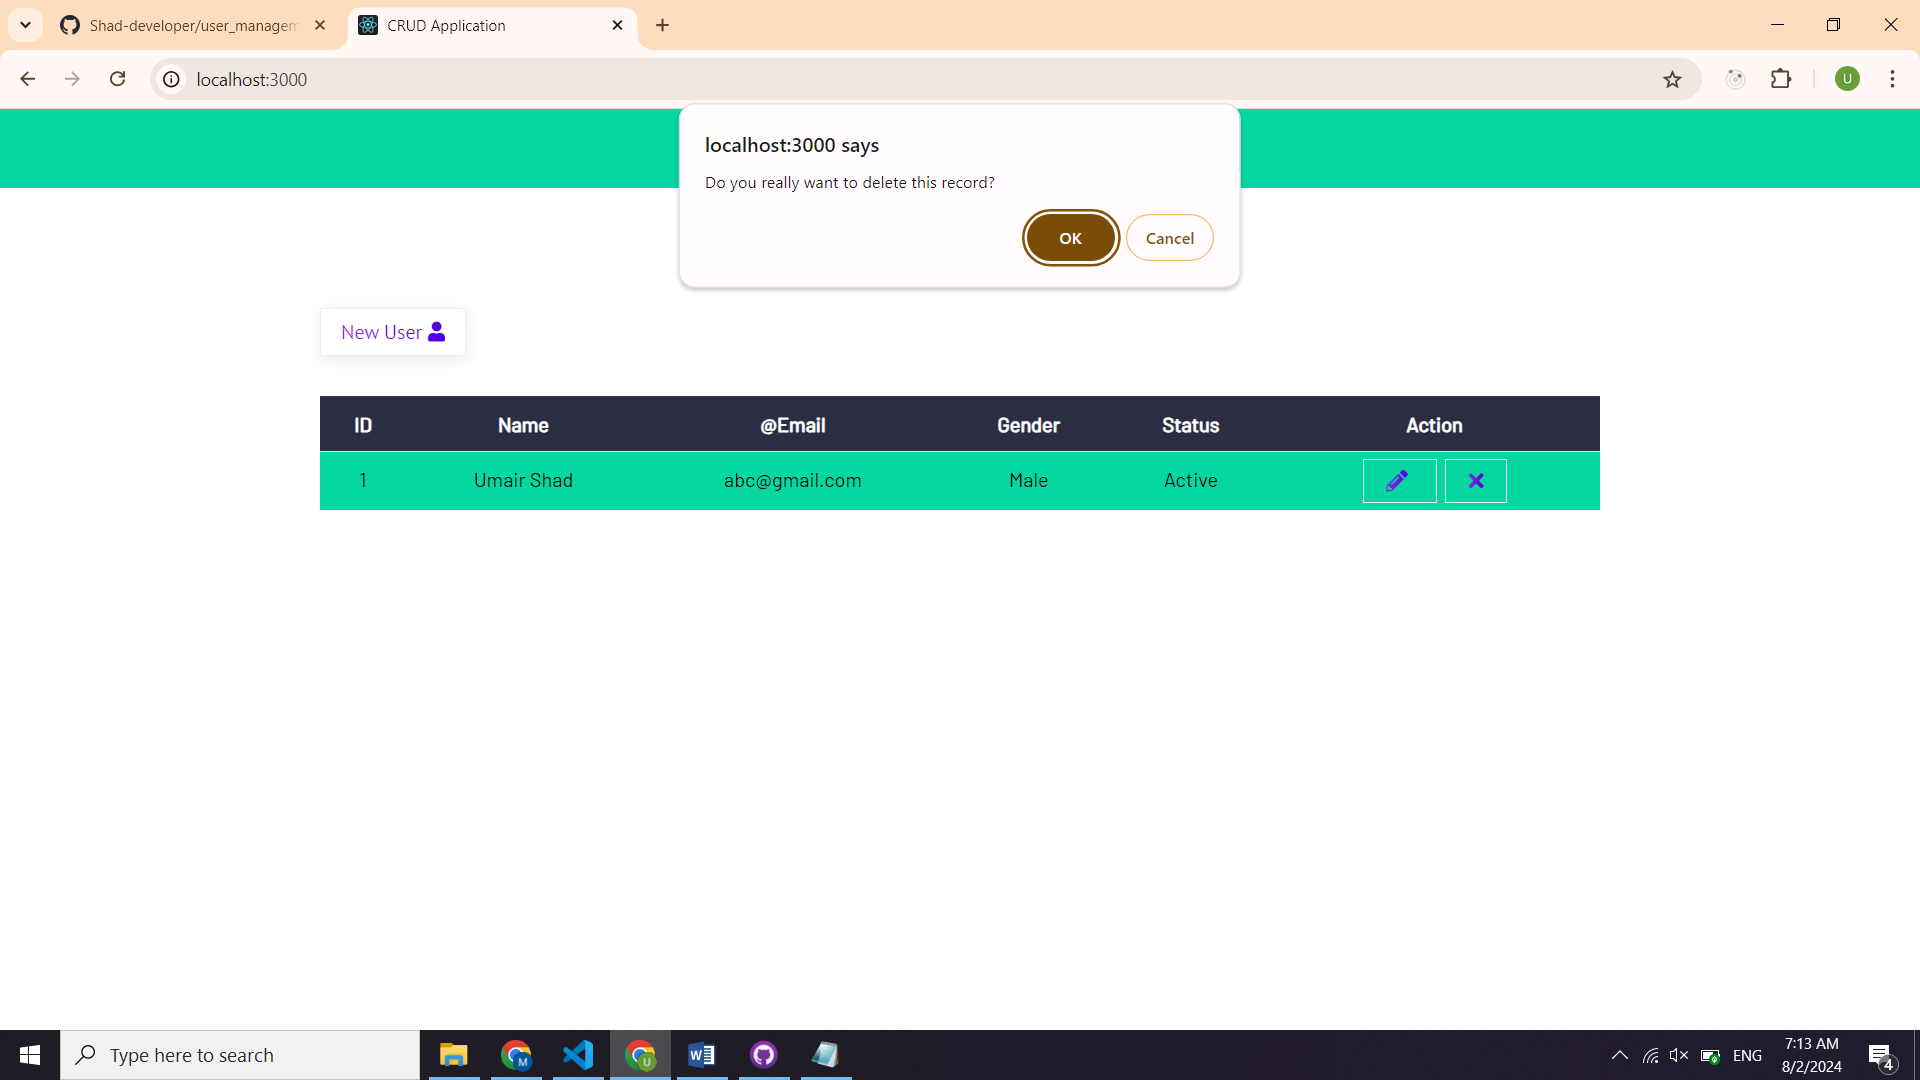 Shad-developer/user_managem
CRUD Application
localhost:3000
U
localhost:3000 says
Do you really want to delete this record?
OK
Cancel
New User
ID Name @Email Gender Status Action
1 Umair Shad abc@gmail.com Male Active
Type here to search
M
U
W
ENG
7:13 AM
8/2/2024
4